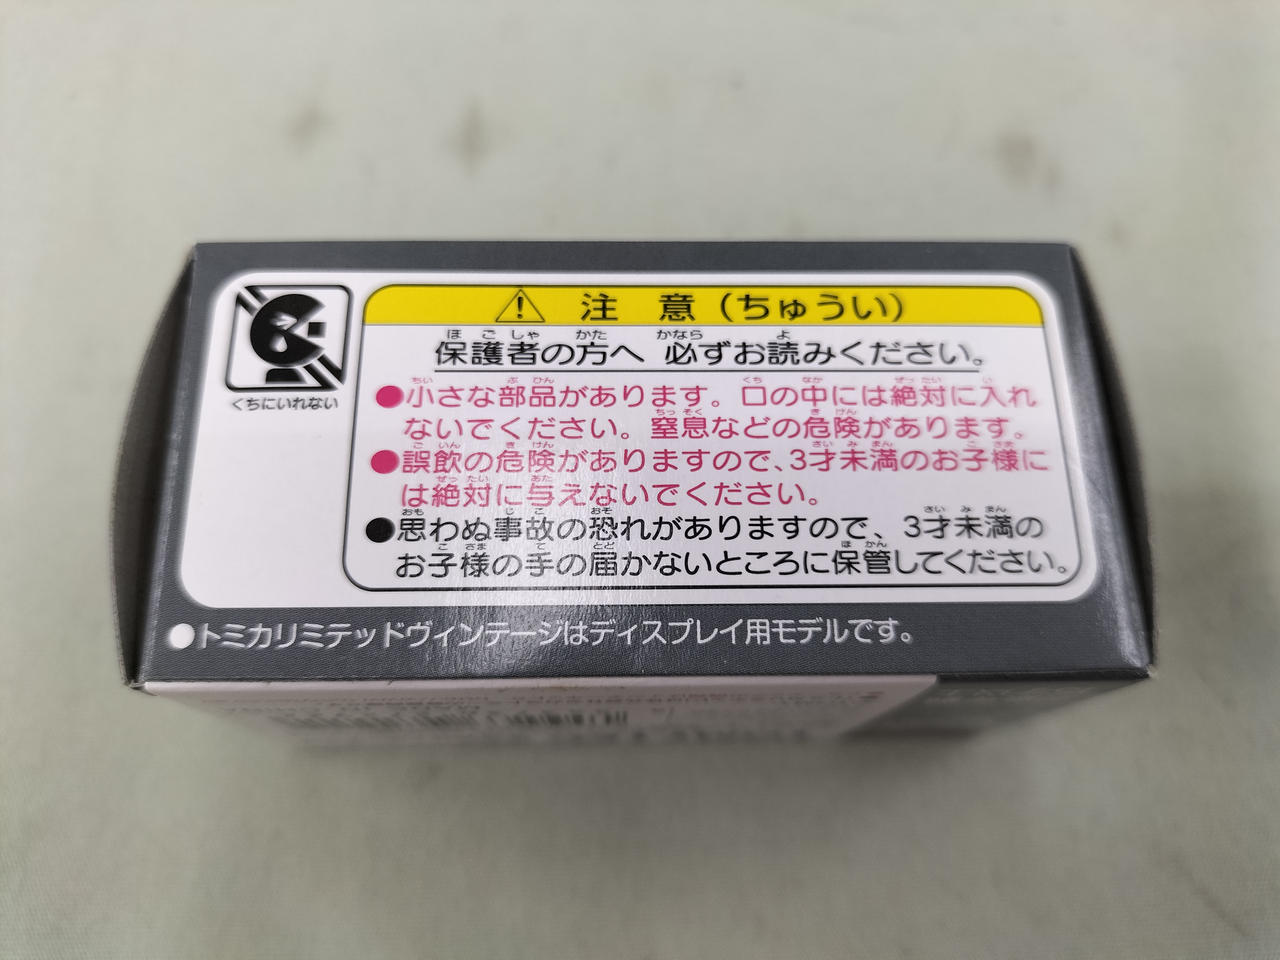 注 意（ちゅうい）
保護者の方へ 必ずお読みください。
くちにいれない
●小さな部品があります。口の中には絶対に入れ
ないでください。窒息などの危険があります。
●誤飲の危険がありますので、3才未満のお子様に
は絶対に与えないでください。
●思わぬ事故の恐れがありますので、3才未満の
お子様の手の届かないところに保管してください。
●トミカリミテッドヴィンテージはディスプレイ用モデルです。